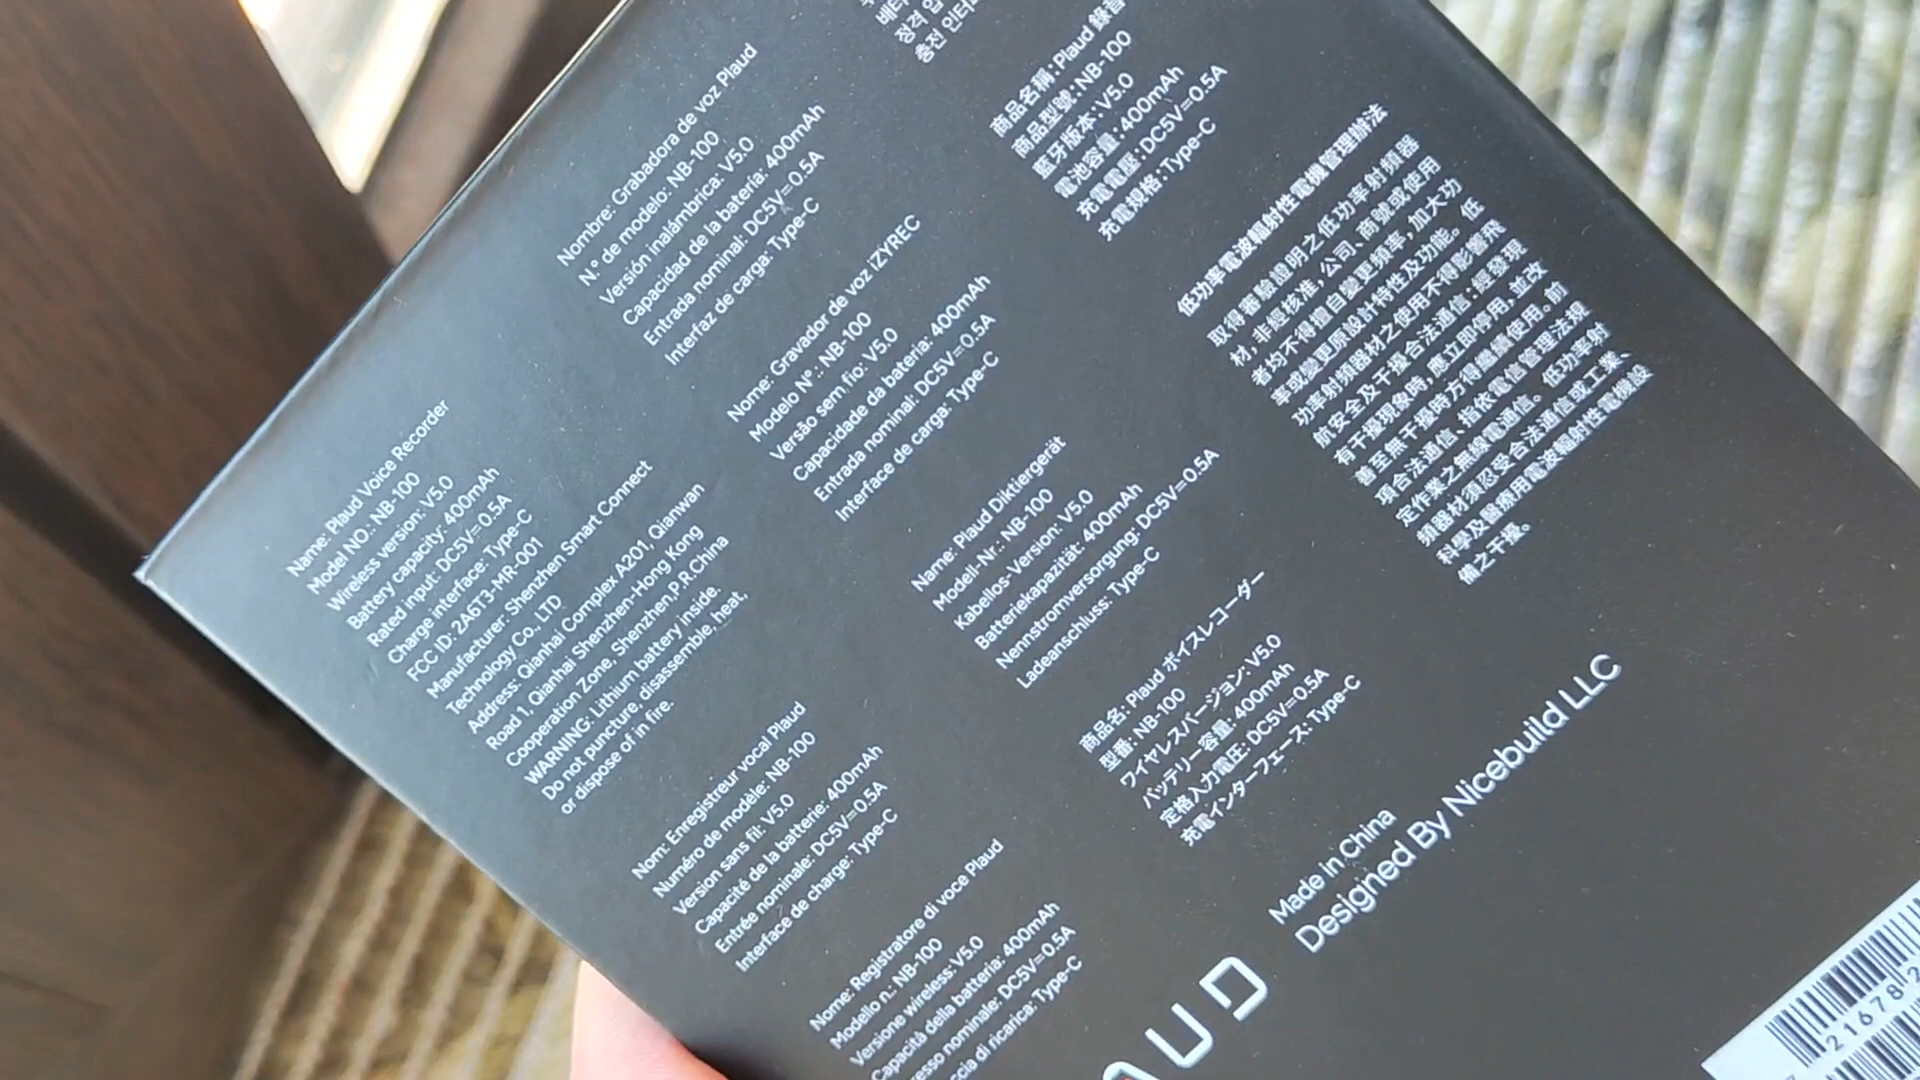 Name: Plaud Voice Recorder
Model NO.: NB-100
Wireless version: V5.0
Battery capacity: 400mAh
Rated input: DC5V=0.5A
Charge interface: Type-C
FCC ID: 2A6T3-MR-001
Manufacturer: Shenzhen Smart Connect
Technology Co., LTD
Address: Qianhai Complex A201, Qianwan
Road 1, Qianhai Shenzhen-Hong Kong
Cooperation Zone, Shenzhen,P.R.China
WARNING: Lithium battery inside.
Do not puncture, disassemble, heat,
or dispose of in fire.
Nom: Enregistreur vocal Plaud
Numéro de modèle: NB-100
Version sans fil: V5.0
Capacité de la batterie: 400mAh
Entrée nominale: DC5V=0.5A
Interface de charge: Type-C
Nome: Registratore di voce Plaud
Modello n.: NB-100
Versione wireless: V5.0
Capacità della batteria: 400mAh
nominale: DC5V=0.5A
di ricarica: Type-C
Nombre: Grabadora de voz Plaud
N.° de modelo: NB-100
Versión inalámbrica: V5.0
Capacidad de la batería: 400mAh
Entrada nominal: DC5V=0.5A
Interfaz de carga: Type-C
Nome: Gravador de voz iZYREC
Modelo N°.: NB-100
Versão sem fio: V5.0
Capacidade da bateria: 400mAh
Entrada nominal: DC5V=0.5A
Interface de carga: Type-C
Name: Plaud Diktiergerät
Modell-Nr.: NB-100
Kabellos-Version: V5.0
Batteriekapazität: 400mAh
Nennstromversorgung: DC5V=0.5A
Ladeanschluss: Type-C
商品名: Plaud ボイスレコーダー
型番: NB-100
ワイヤレスバージョン: V5.0
バッテリー容量: 400mAh
定格入力電圧: DC5V=0.5A
充電インターフェース: Type-C
정격
충전
商品名稱: Plaud 錄音
商品型號: NB-100
藍牙版本: V5.0
電池容量: 400mAh
充電電壓: DC5V=0.5A
充電規格: Type-C
低功率電波輻射性電機管理辦法
取得審驗證明之低功率射頻器
材，非經核准，公司、商號或使用
者均不得擅自變更頻率，加大功
率或變更原設計特性及功能。低
功率射頻器材之使用不得影響飛
航安全及干擾合法通信；經發現
有干擾現象時，應立即停用，並改
善至無干擾時方得繼續使用。前
項合法通信，指依電信管理法規
定作業之無線電通信。低功率射
頻器材須忍受合法通信或工業、
科學及醫療用電波輻射性電機設
備之干擾。
Made in China
Designed By Nicebuild LLC
AUD
216782